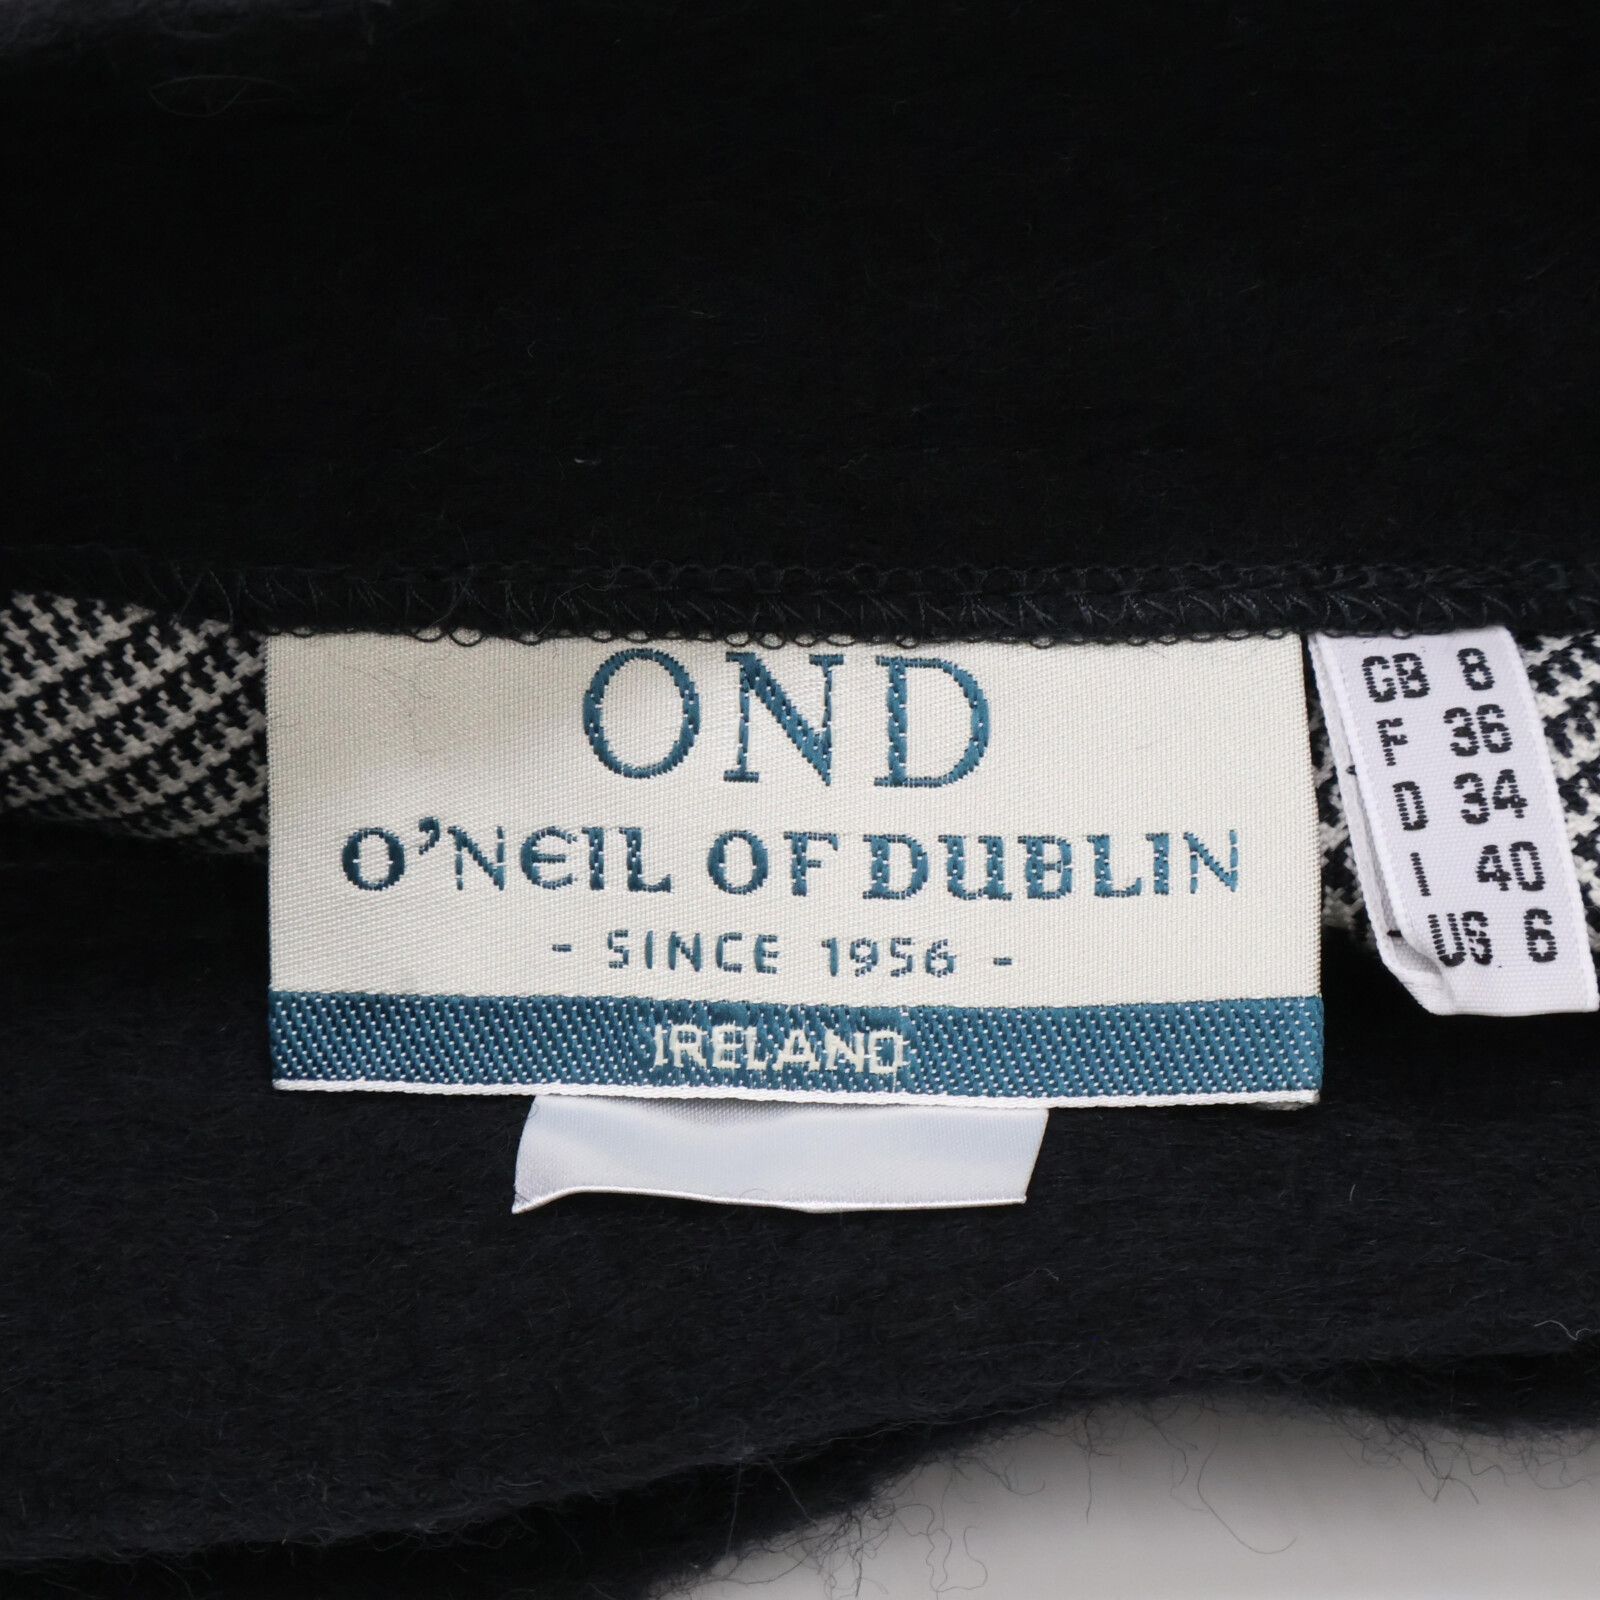 OND
O'NEIL OF DUBLIN
- SINCE 1956 -
IRELAND
GB 8
F 36
D 34
I 40
US 6